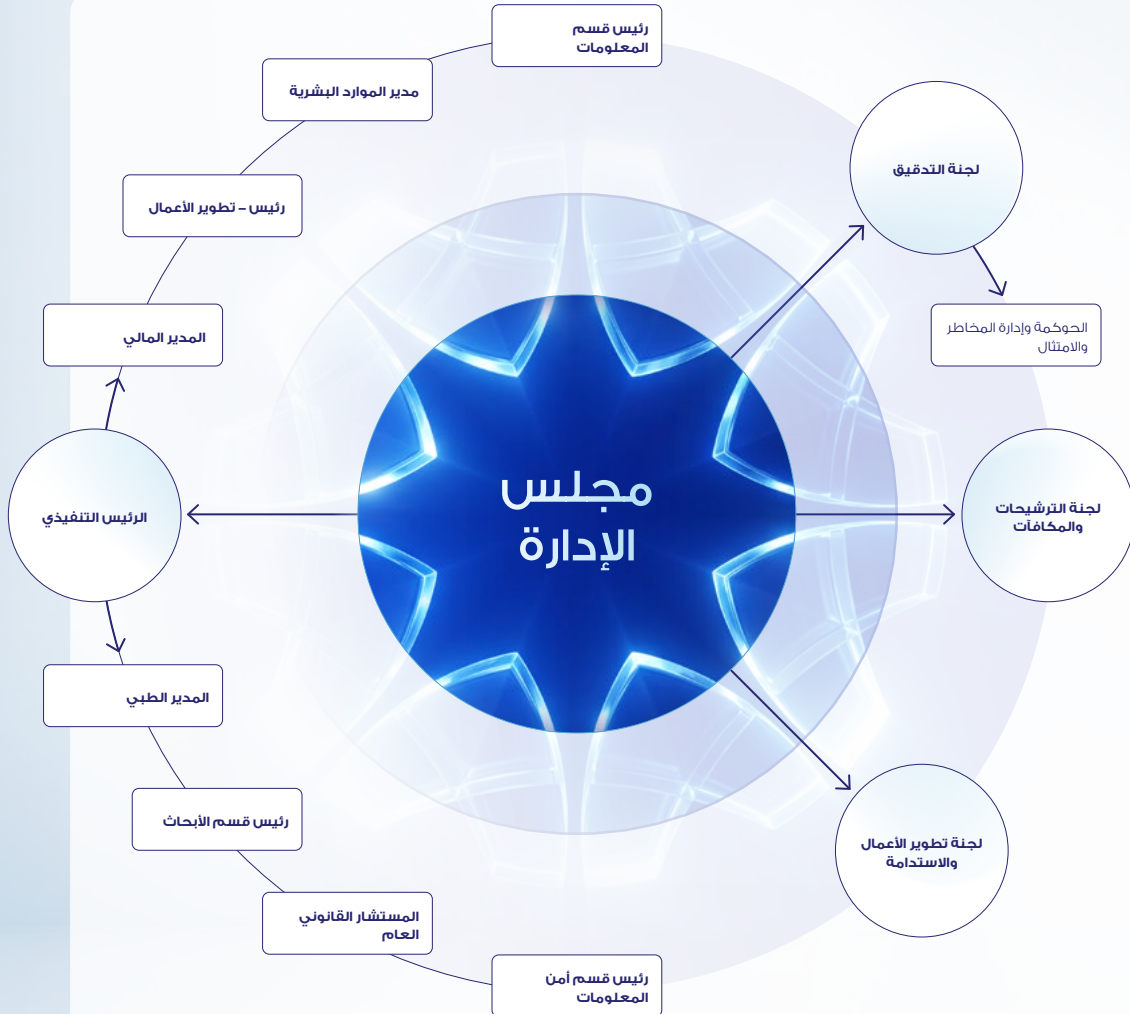 رئيس قسم
المعلومات
مدير الموارد البشرية
لجنة التدقيق
رئيس – تطوير الأعمال
الحوكمة وإدارة المخاطر
والامتثال
المدير المالي
مجلس
الإدارة
لجنة الترشيحات
والمكافآت
الرئيس التنفيذي
المدير الطبي
رئيس قسم الأبحاث
لجنة تطوير الأعمال
والاستدامة
المستشار القانوني
العام
رئيس قسم أمن
المعلومات